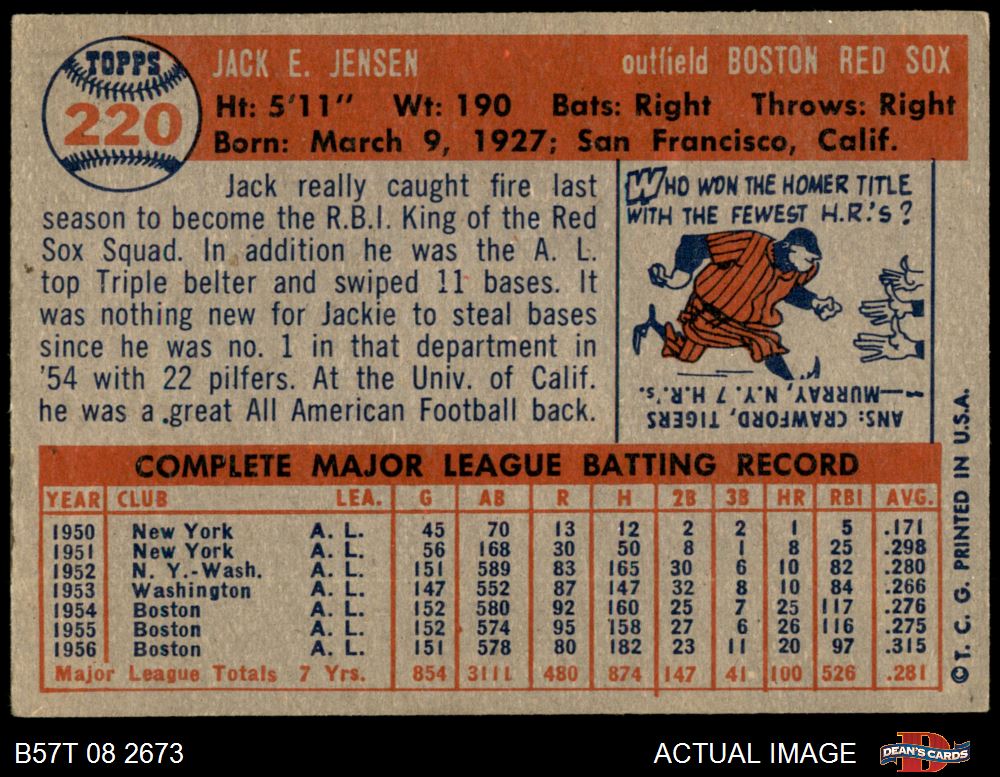 TOPPS
220
JACK E. JENSEN
outfield BOSTON RED SOX
Ht: 5'11" Wt: 190 Bats: Right Throws: Right
Born: March 9, 1927; San Francisco, Calif.
Jack really caught fire last
season to become the R.B.I. King of the Red
Sox Squad. In addition he was the A. L.
top Triple belter and swiped 11 bases. It
was nothing new for Jackie to steal bases
since he was no. 1 in that department in
'54 with 22 pilfers. At the Univ. of Calif.
he was a great All American Football back.
WHO WON THE HOMER TITLE
WITH THE FEWEST H.R.'S?
ANS: CRAWFORD, TIGERS
—MURRAY, N.Y. 7 H.R.'s.
COMPLETE MAJOR LEAGUE BATTING RECORD
YEAR CLUB LEA. G AB R H 2B 3B HR RBI AVG.
1950 New York A. L. 45 70 13 12 2 2 1 5 .171
1951 New York A. L. 56 168 30 50 8 1 8 25 .298
1952 N. Y.-Wash. A. L. 151 589 83 165 30 6 10 82 .280
1953 Washington A. L. 147 552 87 147 32 8 10 84 .266
1954 Boston A. L. 152 580 92 160 25 7 25 117 .276
1955 Boston A. L. 152 574 95 158 27 6 26 116 .275
1956 Boston A. L. 151 578 80 182 23 11 20 97 .315
Major League Totals 7 Yrs. 854 3111 480 874 147 41 100 526 .281
© T. C. G. PRINTED IN U.S.A.
B57T 08 2673
ACTUAL IMAGE
DEAN'S CARDS